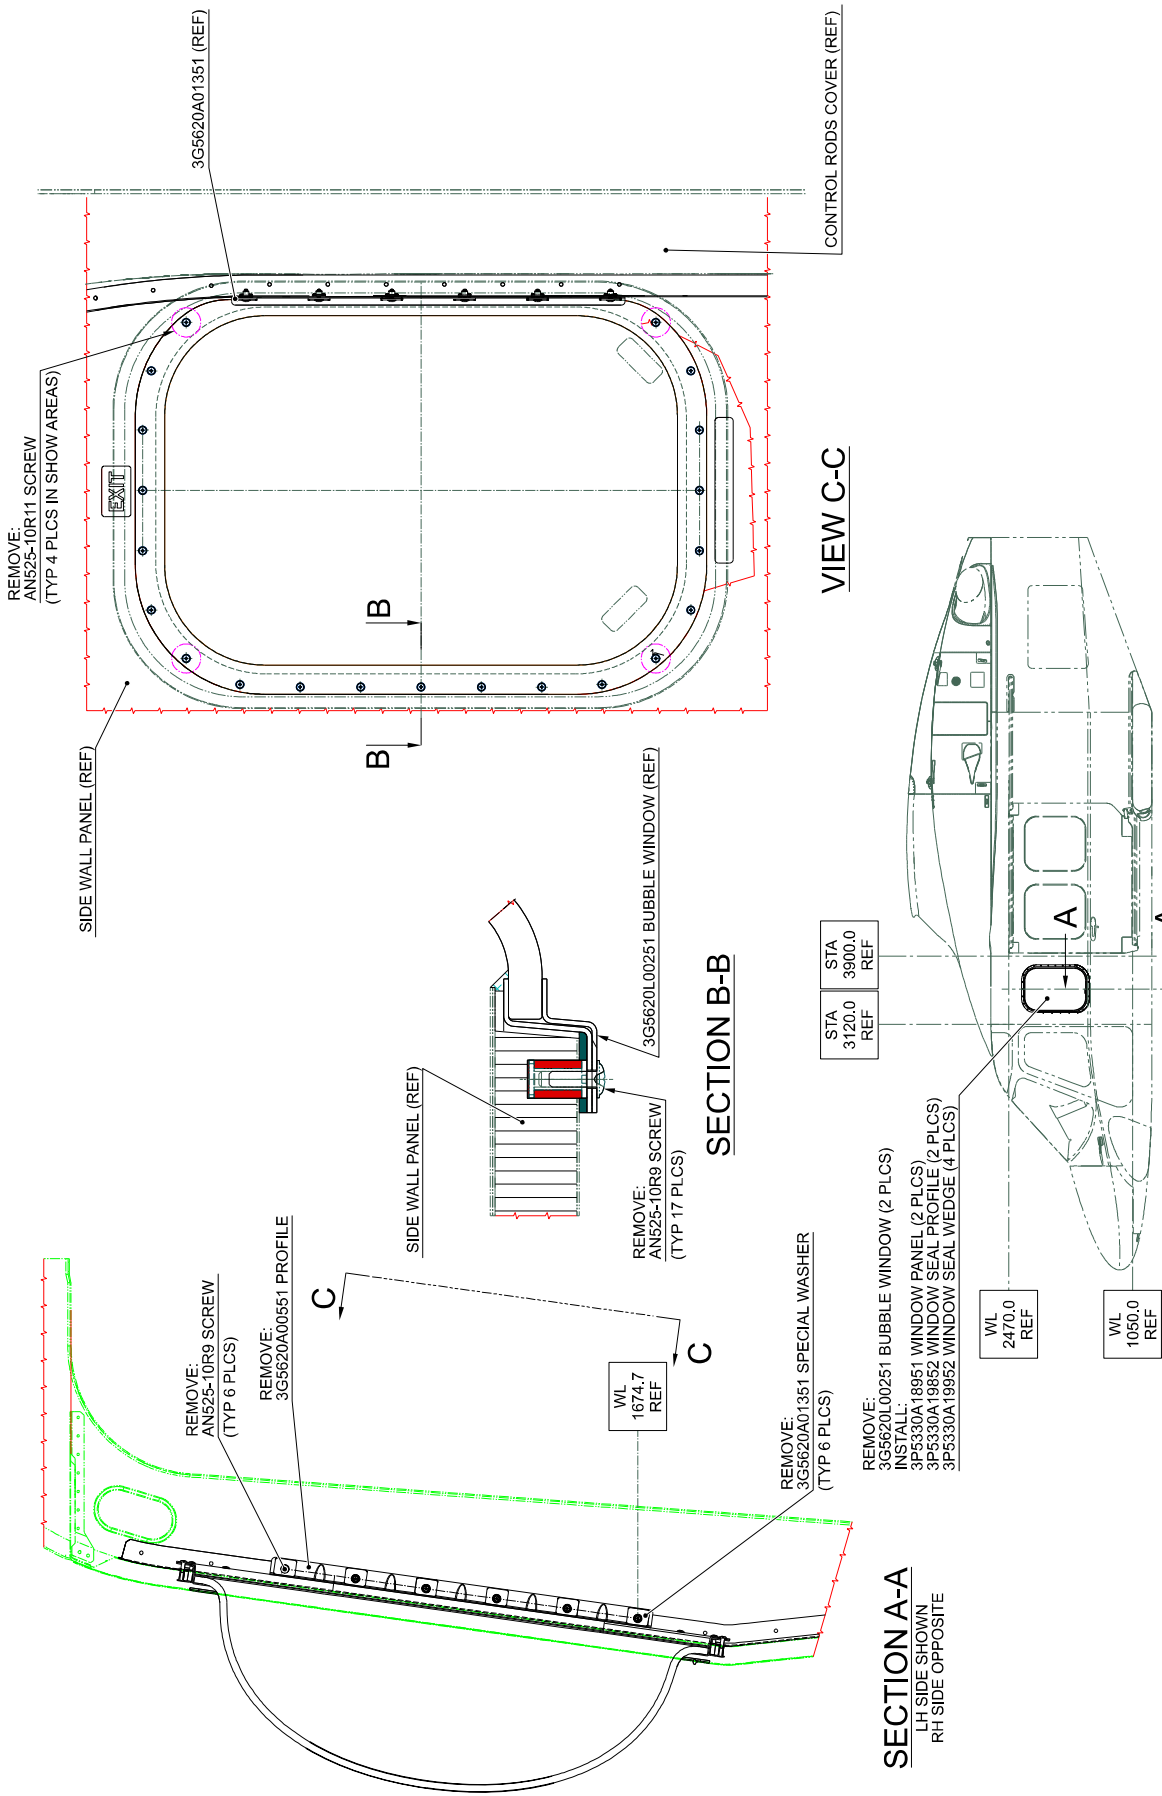 REMOVE:
AN525-10R11 SCREW
(TYP 4 PLCS IN SHOW AREAS)
3G5620A01351 (REF)
SIDE WALL PANEL (REF)
EXIT
CONTROL RODS COVER (REF)
B
B
VIEW C-C
SIDE WALL PANEL (REF)
3G5620L00251 BUBBLE WINDOW (REF)
REMOVE:
AN525-10R9 SCREW
(TYP 17 PLCS)
SECTION B-B
REMOVE:
AN525-10R9 SCREW
(TYP 6 PLCS)
REMOVE:
3G5620A00551 PROFILE
C
C
WL
1674.7
REF
REMOVE:
3G5620A01351 SPECIAL WASHER
(TYP 6 PLCS)
SECTION A-A
LH SIDE SHOWN
RH SIDE OPPOSITE
REMOVE:
3G5620L00251 BUBBLE WINDOW (2 PLCS)
INSTALL:
3P5330A18951 WINDOW PANEL (2 PLCS)
3P5330A19852 WINDOW SEAL PROFILE (2 PLCS)
3P5330A19952 WINDOW SEAL WEDGE (4 PLCS)
STA
3120.0
REF
STA
3900.0
REF
A
WL
2470.0
REF
WL
1050.0
REF